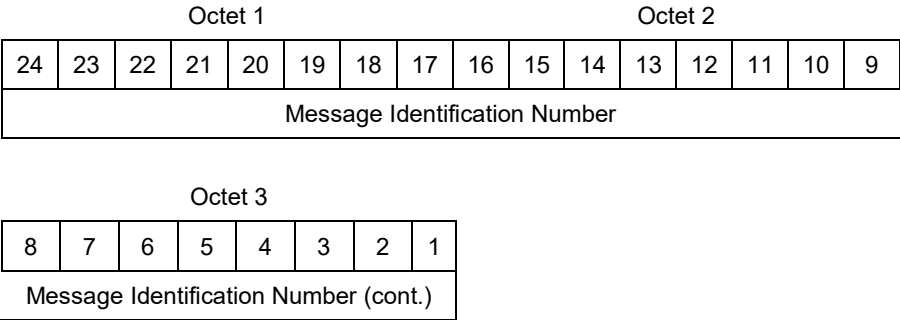 Octet 1 Octet 2
24 23 22 21 20 19 18 17 16 15 14 13 12 11 10 9
Message Identification Number
Octet 3
8 7 6 5 4 3 2 1
Message Identification Number (cont.)